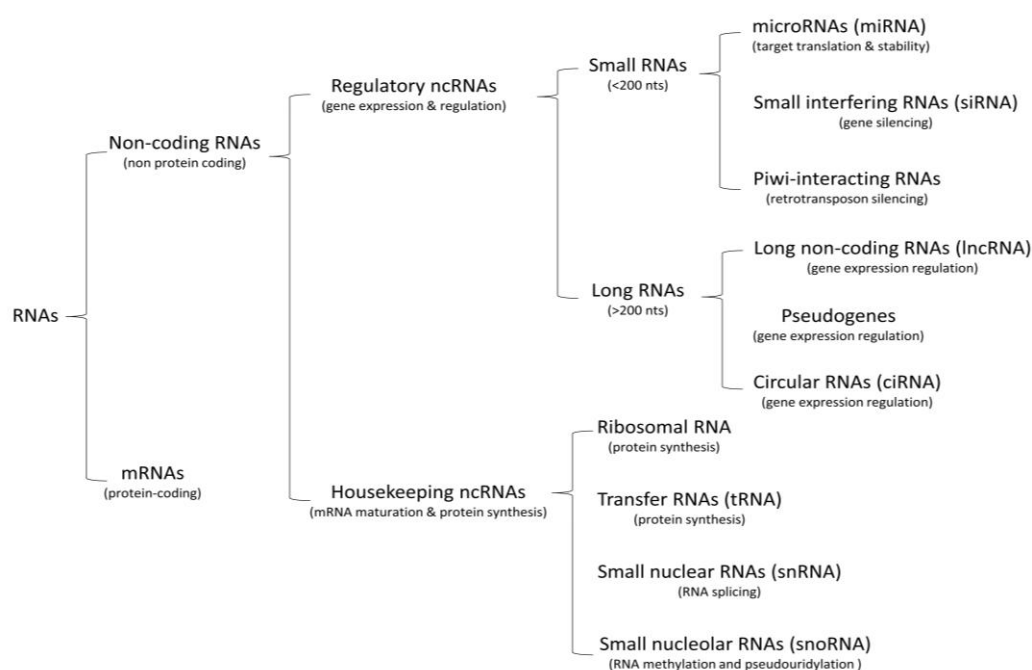 microRNAs (miRNA)
(target translation & stability)
Small RNAs
(<200 nts)
Regulatory ncRNAs
(gene expression & regulation)
Small interfering RNAs (siRNA)
(gene silencing)
Non-coding RNAs
(non protein coding)
Piwi-interacting RNAs
(retrotransposon silencing)
Long non-coding RNAs (lncRNA)
(gene expression regulation)
Long RNAs
(>200 nts)
RNAs
Pseudogenes
(gene expression regulation)
Circular RNAs (ciRNA)
(gene expression regulation)
Ribosomal RNA
(protein synthesis)
mRNAs
(protein-coding)
Housekeeping ncRNAs
(mRNA maturation & protein synthesis)
Transfer RNAs (tRNA)
(protein synthesis)
Small nuclear RNAs (snRNA)
(RNA splicing)
Small nucleolar RNAs (snoRNA)
(RNA methylation and pseudouridylation )